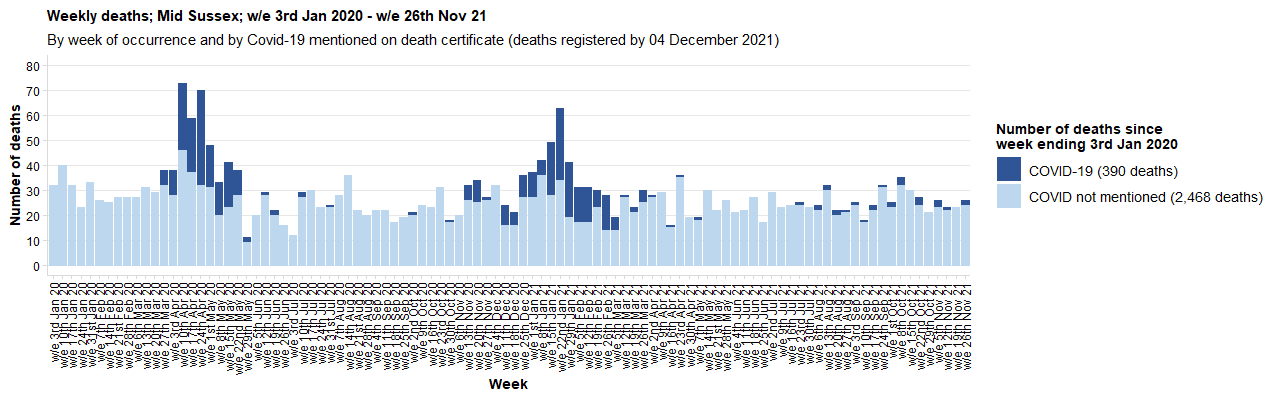 Weekly deaths; Mid Sussex; w/e 3rd Jan 2020 - w/e 26th Nov 21
By week of occurrence and by Covid-19 mentioned on death certificate (deaths registered by 04 December 2021)
Number of deaths
80
70
60
50
40
30
20
10
0
w/e 3rd Jan 20
w/e 10th Jan 20
w/e 17th Jan 20
w/e 24th Jan 20
w/e 31st Jan 20
w/e 7th Feb 20
w/e 14th Feb 20
w/e 21st Feb 20
w/e 28th Feb 20
w/e 6th Mar 20
w/e 13th Mar 20
w/e 20th Mar 20
w/e 27th Mar 20
w/e 3rd Apr 20
w/e 10th Apr 20
w/e 17th Apr 20
w/e 24th Apr 20
w/e 1st May 20
w/e 8th May 20
w/e 15th May 20
w/e 22nd May 20
w/e 29th May 20
w/e 5th Jun 20
w/e 12th Jun 20
w/e 19th Jun 20
w/e 26th Jun 20
w/e 3rd Jul 20
w/e 10th Jul 20
w/e 17th Jul 20
w/e 24th Jul 20
w/e 31st Jul 20
w/e 7th Aug 20
w/e 14th Aug 20
w/e 21st Aug 20
w/e 28th Aug 20
w/e 4th Sep 20
w/e 11th Sep 20
w/e 18th Sep 20
w/e 25th Sep 20
w/e 2nd Oct 20
w/e 9th Oct 20
w/e 16th Oct 20
w/e 23rd Oct 20
w/e 30th Oct 20
w/e 6th Nov 20
w/e 13th Nov 20
w/e 20th Nov 20
w/e 27th Nov 20
w/e 4th Dec 20
w/e 11th Dec 20
w/e 18th Dec 20
w/e 25th Dec 20
w/e 1st Jan 21
w/e 8th Jan 21
w/e 15th Jan 21
w/e 22nd Jan 21
w/e 29th Jan 21
w/e 5th Feb 21
w/e 12th Feb 21
w/e 19th Feb 21
w/e 26th Feb 21
w/e 5th Mar 21
w/e 12th Mar 21
w/e 19th Mar 21
w/e 26th Mar 21
w/e 2nd Apr 21
w/e 9th Apr 21
w/e 16th Apr 21
w/e 23rd Apr 21
w/e 30th Apr 21
w/e 7th May 21
w/e 14th May 21
w/e 21st May 21
w/e 28th May 21
w/e 4th Jun 21
w/e 11th Jun 21
w/e 18th Jun 21
w/e 25th Jun 21
w/e 2nd Jul 21
w/e 9th Jul 21
w/e 16th Jul 21
w/e 23rd Jul 21
w/e 30th Jul 21
w/e 6th Aug 21
w/e 13th Aug 21
w/e 20th Aug 21
w/e 27th Aug 21
w/e 3rd Sep 21
w/e 10th Sep 21
w/e 17th Sep 21
w/e 24th Sep 21
w/e 1st Oct 21
w/e 8th Oct 21
w/e 15th Oct 21
w/e 22nd Oct 21
w/e 29th Oct 21
w/e 5th Nov 21
w/e 12th Nov 21
w/e 19th Nov 21
w/e 26th Nov 21
Week
Number of deaths since
week ending 3rd Jan 2020
COVID-19 (390 deaths)
COVID not mentioned (2,468 deaths)